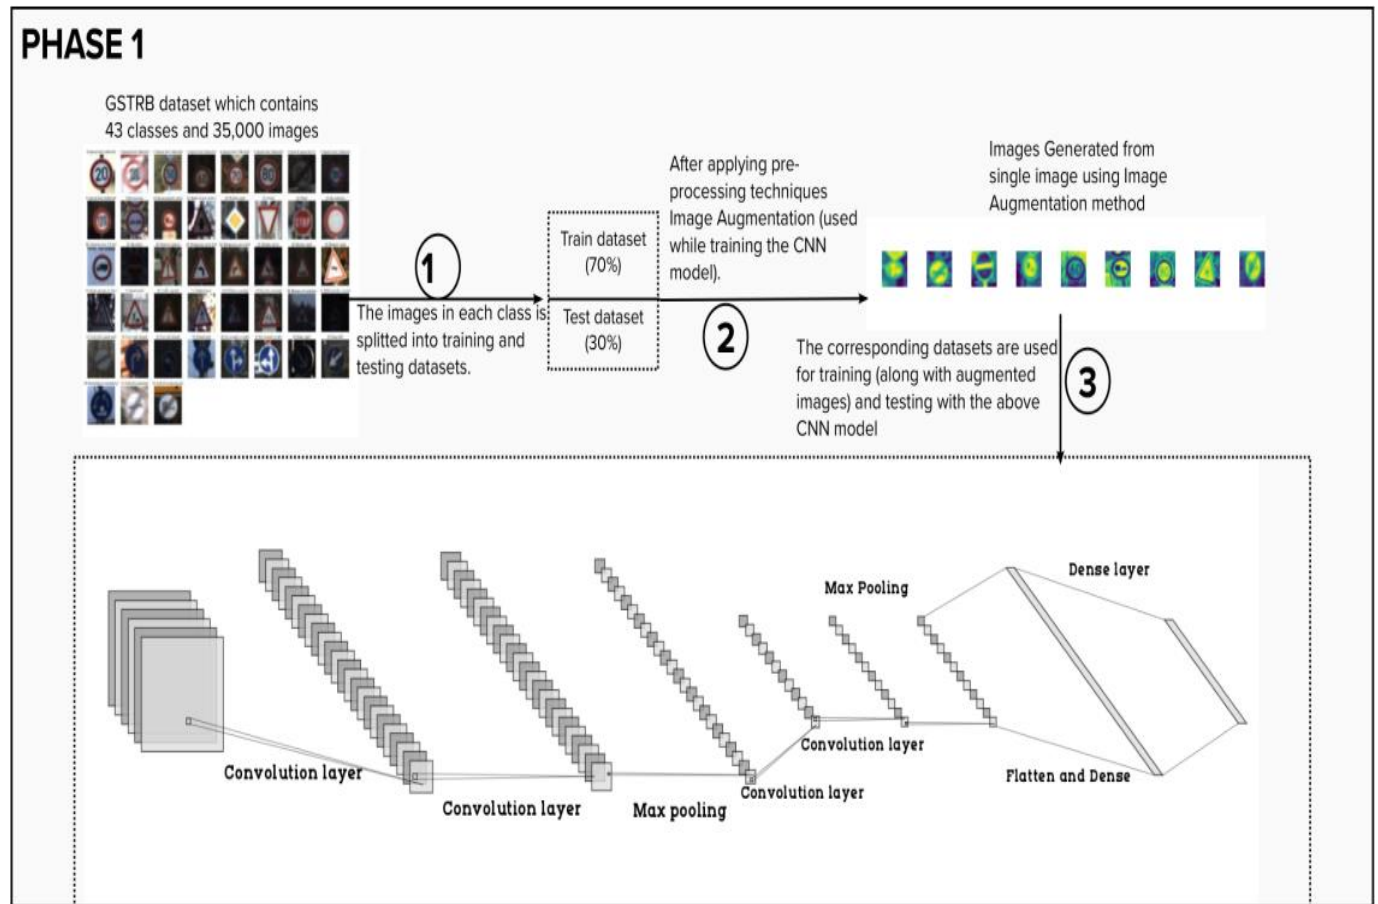 PHASE 1
GSTRB dataset which contains
43 classes and 35,000 images
1
The images in each class is
splitted into training and
testing datasets.
Train dataset
(70%)
Test dataset
(30%)
After applying pre-
processing techniques
Image Augmentation (used
while training the CNN
model).
2
Images Generated from
single image using Image
Augmentation method
The corresponding datasets are used
for training (along with augmented
images) and testing with the above
CNN model
3
Convolution layer
Convolution layer
Max pooling
Convolution layer
Convolution layer
Max Pooling
Flatten and Dense
Dense layer